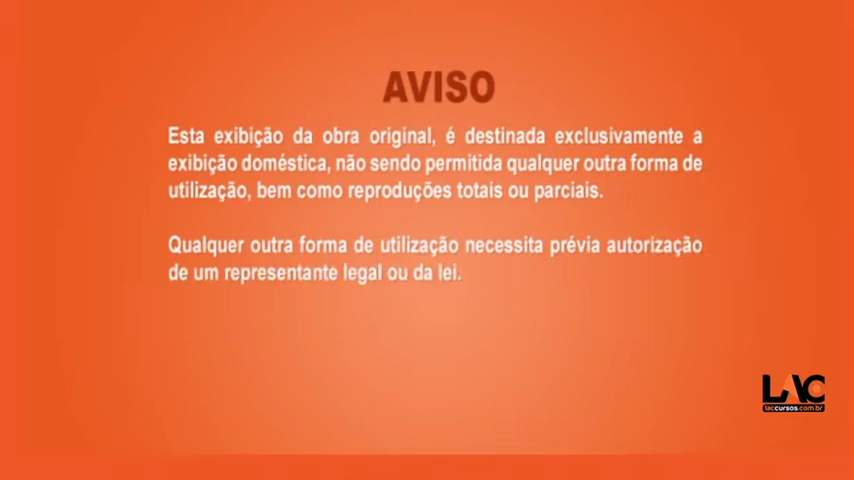 AVISO
Esta exibição da obra original, é destinada exclusivamente a
exibição doméstica, não sendo permitida qualquer outra forma de
utilização, bem como reproduções totais ou parciais.
Qualquer outra forma de utilização necessita prévia autorização
de um representante legal ou da lei.
LAC
laccursos.com.br